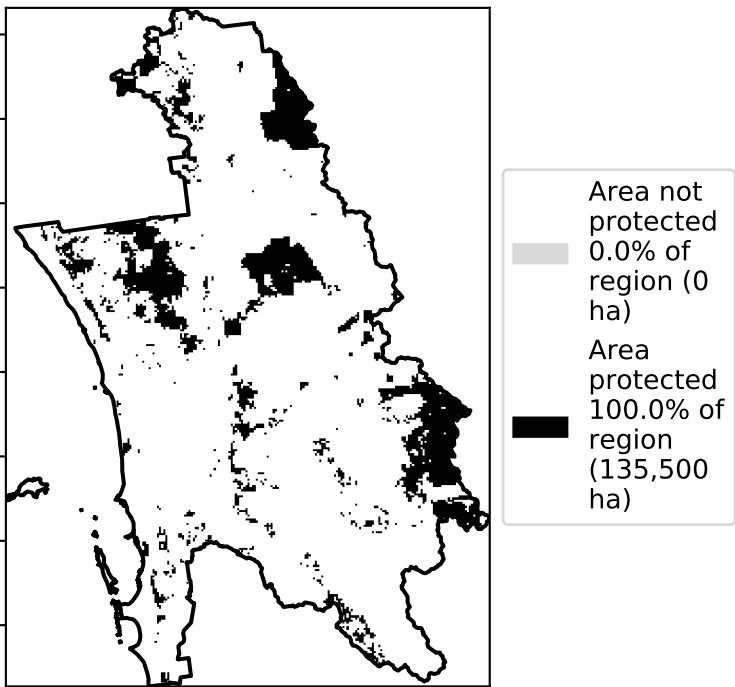 Area not
protected
0.0% of
region (0
ha)
Area
protected
100.0% of
region
(135,500
ha)